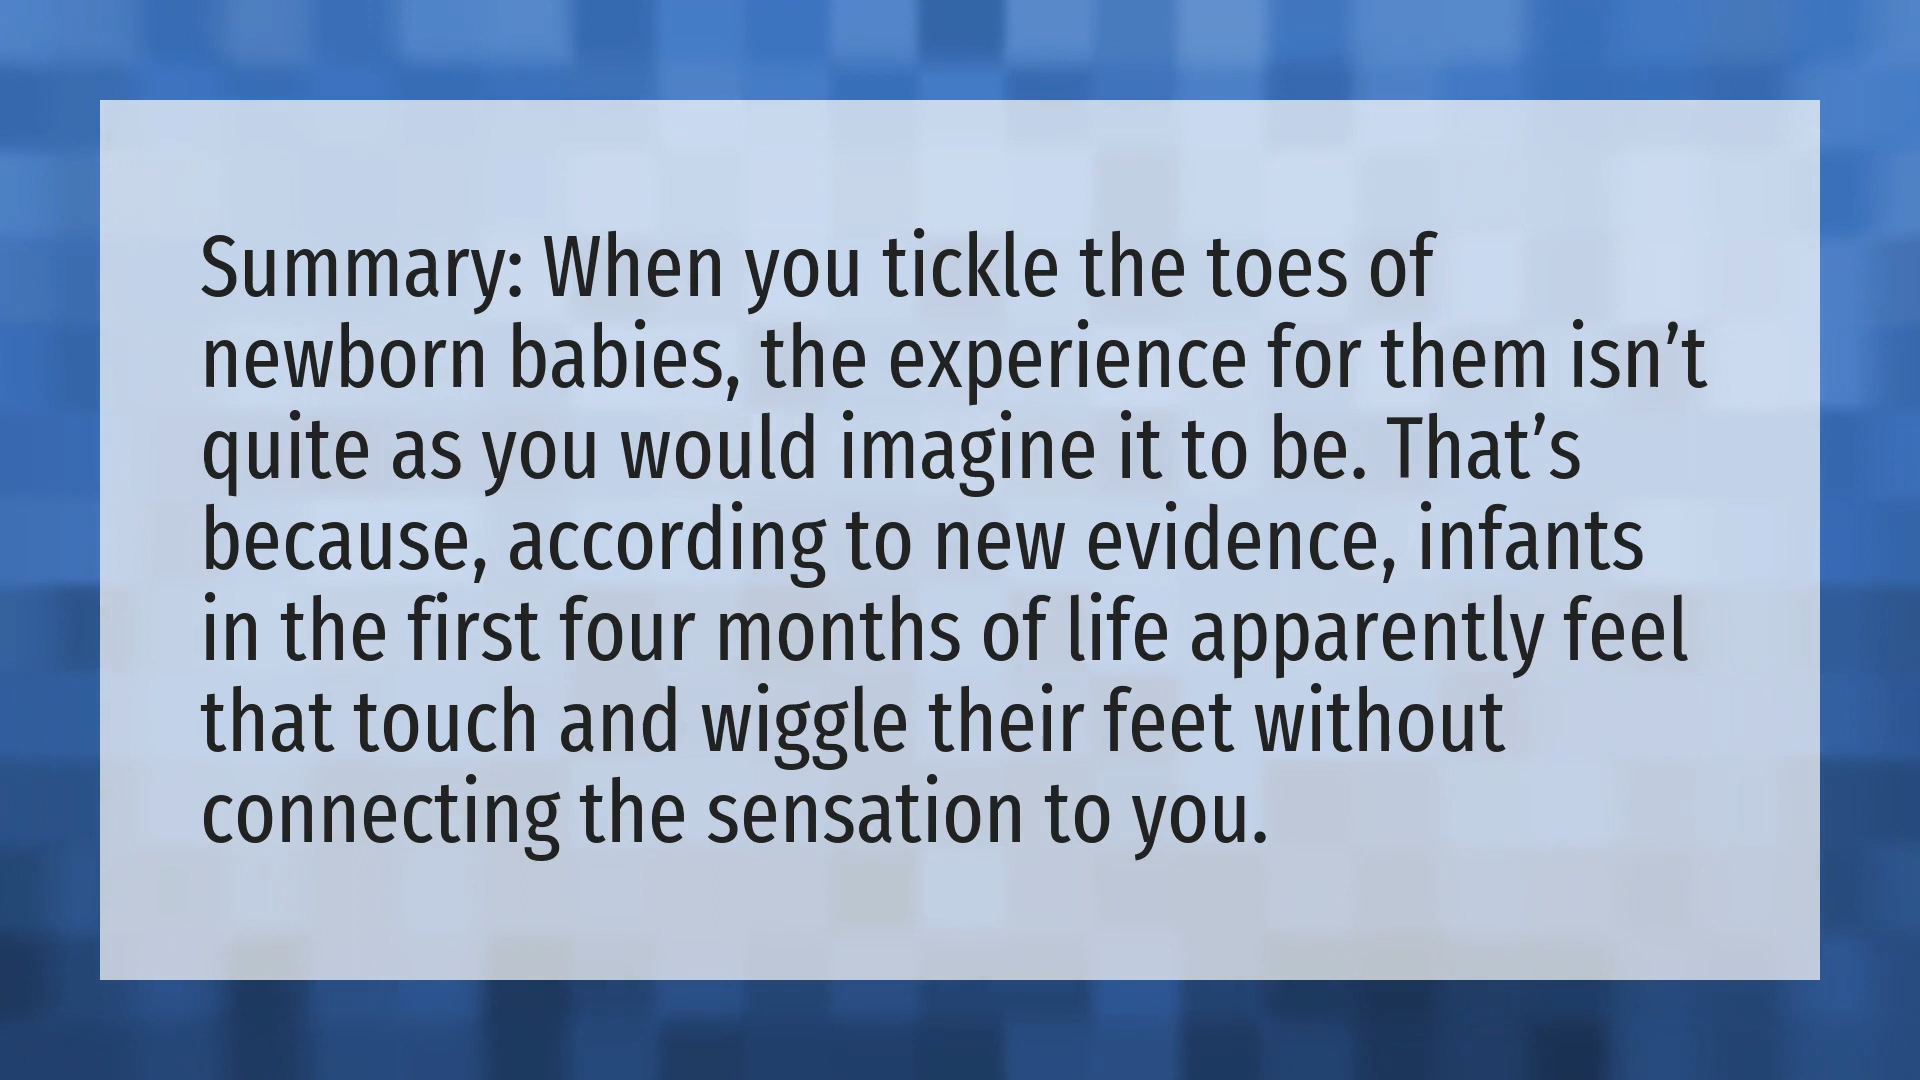 Summary: When you tickle the toes of
newborn babies, the experience for them isn’t
quite as you would imagine it to be. That’s
because, according to new evidence, infants
in the first four months of life apparently feel
that touch and wiggle their feet without
connecting the sensation to you.